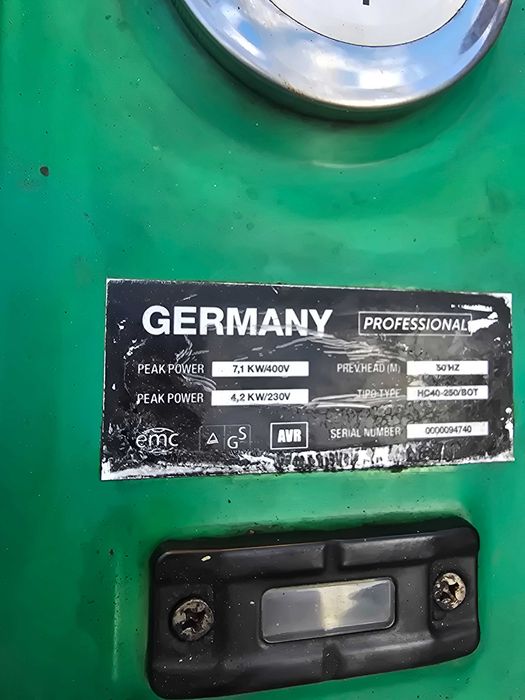 GERMANY PROFESSIONAL
PEAK POWER 7,1 KW/400V PREV.HEAD (M) 50 HZ
PEAK POWER 4,2 KW/230V TIPO-TYPE HC40-250/BOT
emc GS AVR SERIAL NUMBER 0000094740